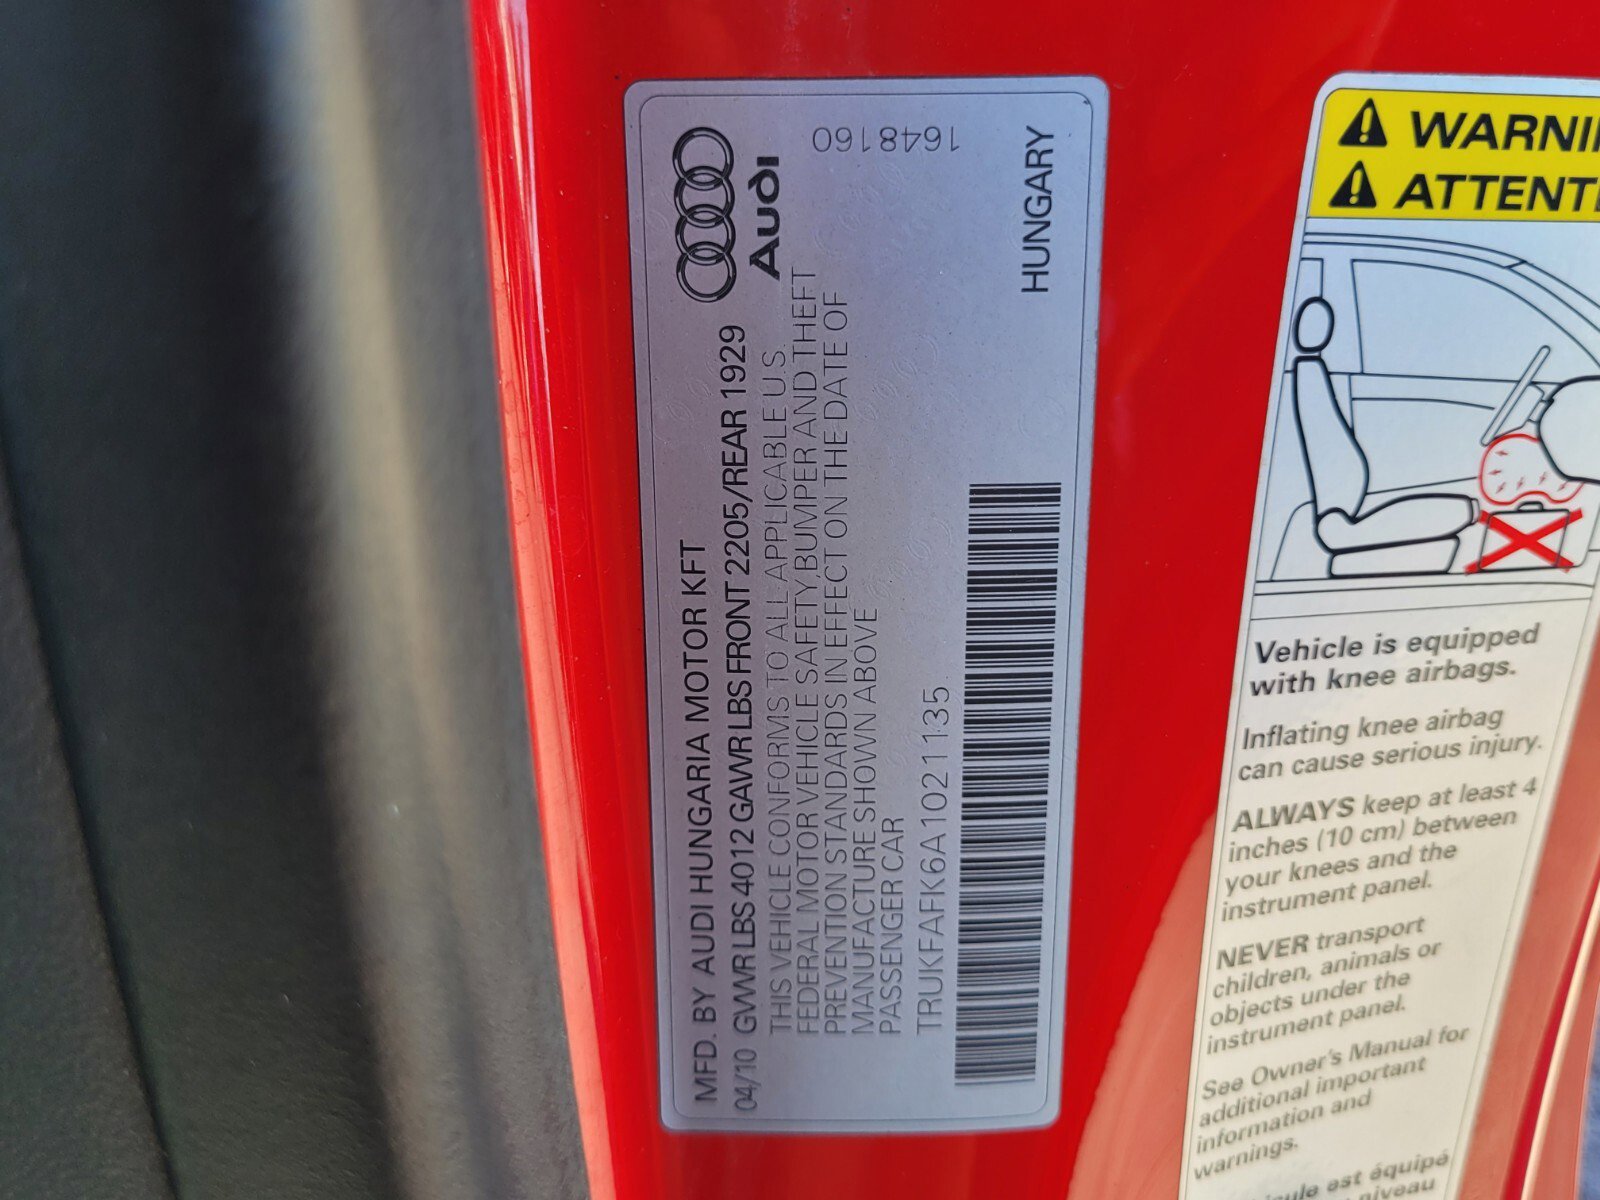 Audi
MFD. BY AUDI HUNGARIA MOTOR KFT
04/10 GVWR LBS 4012 GAWR LBS FRONT 2205/REAR 1929
THIS VEHICLE CONFORMS TO ALL APPLICABLE U.S.
FEDERAL MOTOR VEHICLE SAFETY,BUMPER AND THEFT
PREVENTION STANDARDS IN EFFECT ON THE DATE OF
MANUFACTURE SHOWN ABOVE
PASSENGER CAR
TRUKFAFK6A1021135
HUNGARY
1648160
WARNI
ATTENT
Vehicle is equipped
with knee airbags.
Inflating knee airbag
can cause serious injury.
ALWAYS keep at least 4
inches (10 cm) between
your knees and the
instrument panel.
NEVER transport
children, animals or
objects under the
instrument panel.
See Owner's Manual for
additional important
information and
warnings.
est équipé
niveau